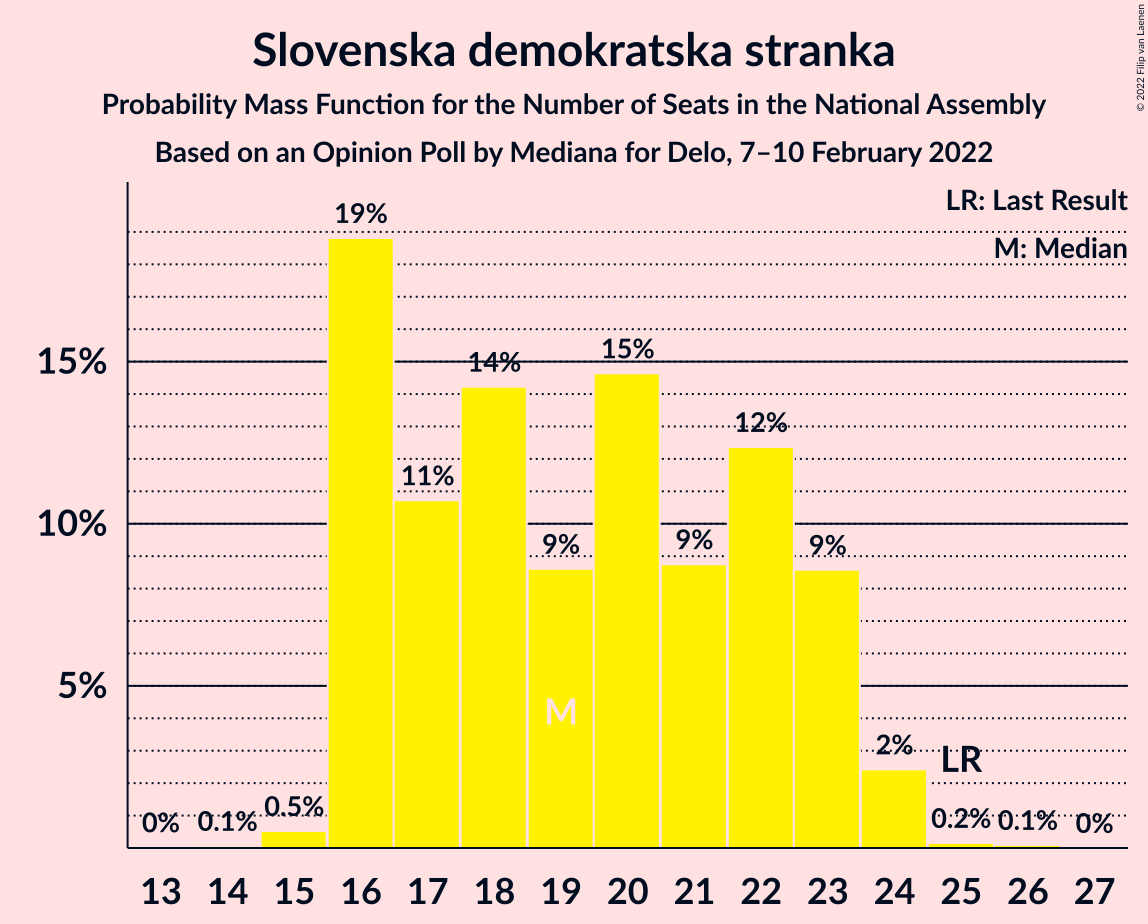 Slovenska demokratska stranka
Probability Mass Function for the Number of Seats in the National Assembly
Based on an Opinion Poll by Mediana for Delo, 7–10 February 2022
© 2022 Filip van Laenen
LR: Last Result
M: Median
19%
15%
14%
15%
12%
11%
10%
9%
9%
9%
5%
M
2%
LR
0%
0.1%
0.5%
0.2%
0.1%
0%
13 14 15 16 17 18 19 20 21 22 23 24 25 26 27